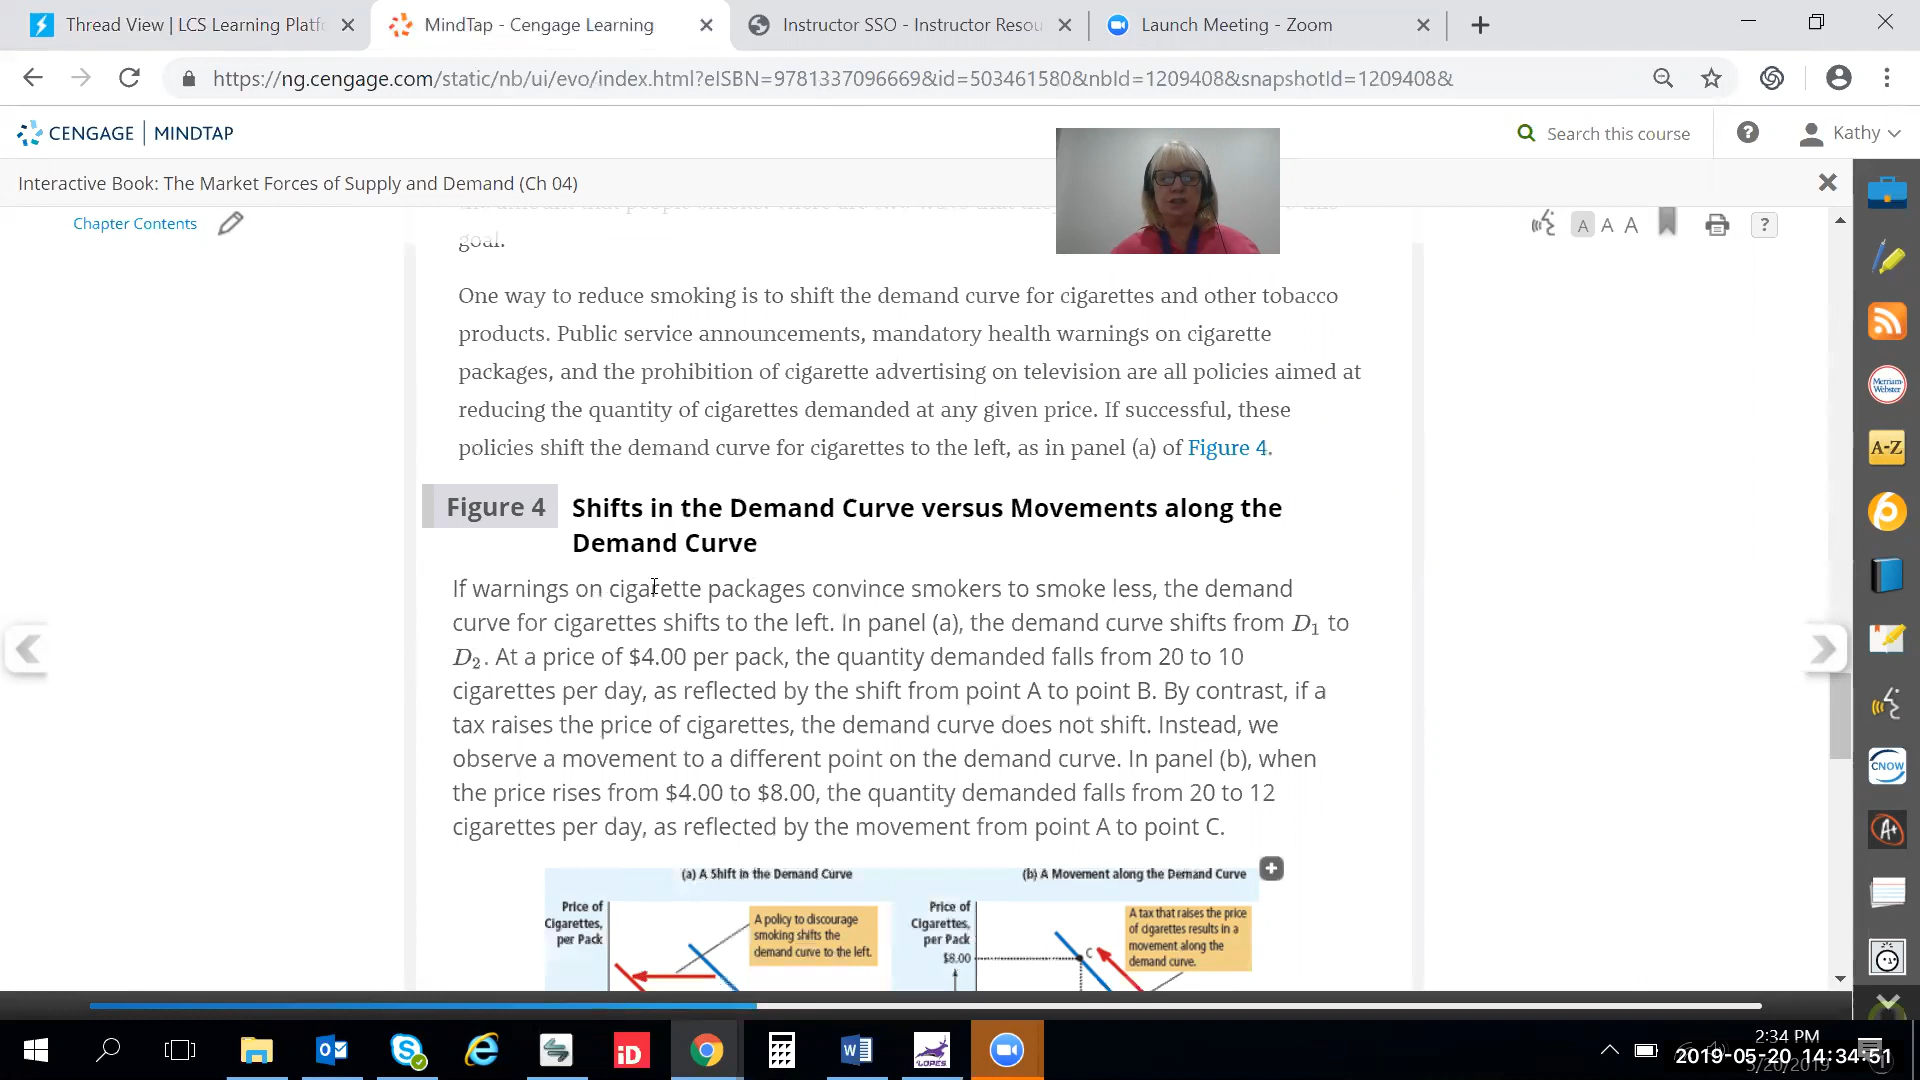 Thread View | LCS Learning Platf
MindTap - Cengage Learning
Instructor SSO - Instructor Resou
Launch Meeting - Zoom
https://ng.cengage.com/static/nb/ui/evo/index.html?eISBN=9781337096669&id=503461580&nbId=1209408&snapshotId=1209408&
CENGAGE | MINDTAP
Search this course
Kathy
Interactive Book: The Market Forces of Supply and Demand (Ch 04)
Chapter Contents
A A A
?
goal.
One way to reduce smoking is to shift the demand curve for cigarettes and other tobacco
products. Public service announcements, mandatory health warnings on cigarette
packages, and the prohibition of cigarette advertising on television are all policies aimed at
reducing the quantity of cigarettes demanded at any given price. If successful, these
policies shift the demand curve for cigarettes to the left, as in panel (a) of Figure 4.
Figure 4 Shifts in the Demand Curve versus Movements along the
Demand Curve
If warnings on cigarette packages convince smokers to smoke less, the demand
curve for cigarettes shifts to the left. In panel (a), the demand curve shifts from D₁ to
D₂. At a price of $4.00 per pack, the quantity demanded falls from 20 to 10
cigarettes per day, as reflected by the shift from point A to point B. By contrast, if a
tax raises the price of cigarettes, the demand curve does not shift. Instead, we
observe a movement to a different point on the demand curve. In panel (b), when
the price rises from $4.00 to $8.00, the quantity demanded falls from 20 to 12
cigarettes per day, as reflected by the movement from point A to point C.
(a) A Shift in the Demand Curve
Price of
Cigarettes,
per Pack
A policy to discourage
smoking shifts the
demand curve to the left.
(b) A Movement along the Demand Curve
Price of
Cigarettes,
per Pack
$8.00
C
A tax that raises the price
of cigarettes results in a
movement along the
demand curve.
Merriam-
Webster
A-Z
CNOW
A+
iD
LOPES
2:34 PM
2019-05-20 14:34:51